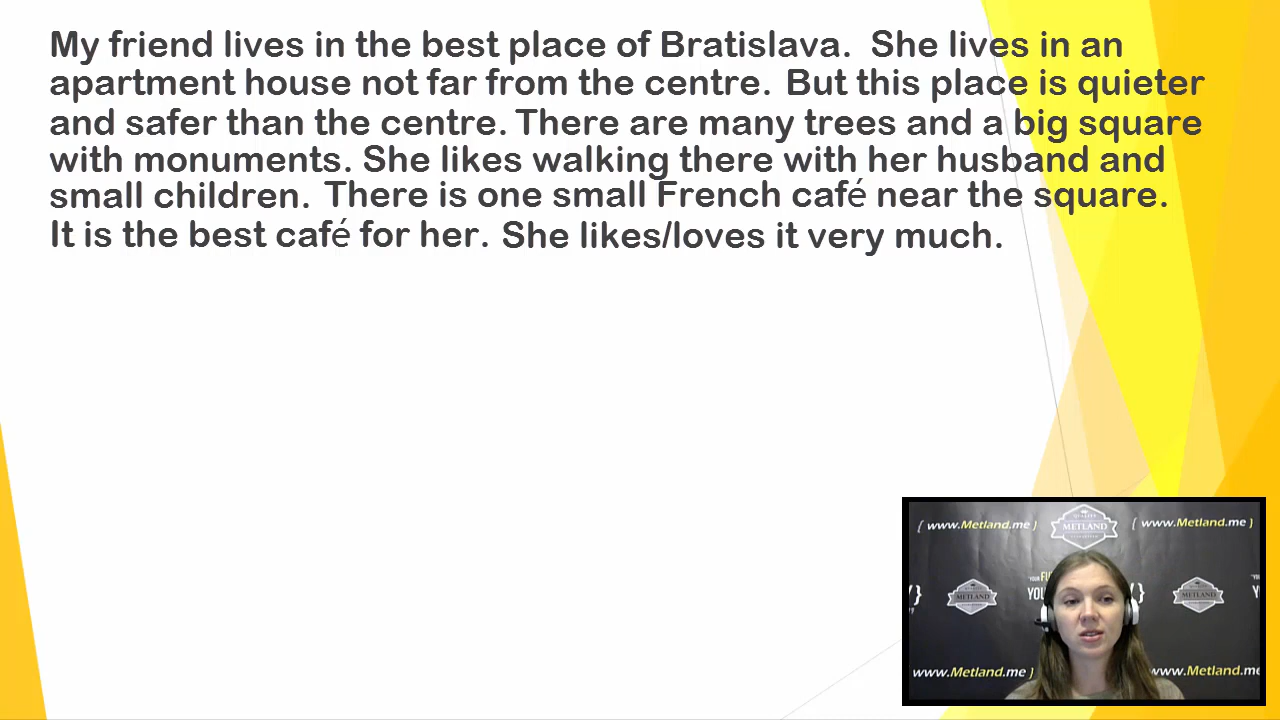 My friend lives in the best place of Bratislava. She lives in an
apartment house not far from the centre. But this place is quieter
and safer than the centre. There are many trees and a big square
with monuments. She likes walking there with her husband and
small children. There is one small French café near the square.
It is the best café for her. She likes/loves it very much.
{ www.Metland.me }
METLAND
{ www.Metland.me }
METLAND
YOUR
YO
METLAND
www.Metland.me }
www.Metland.me